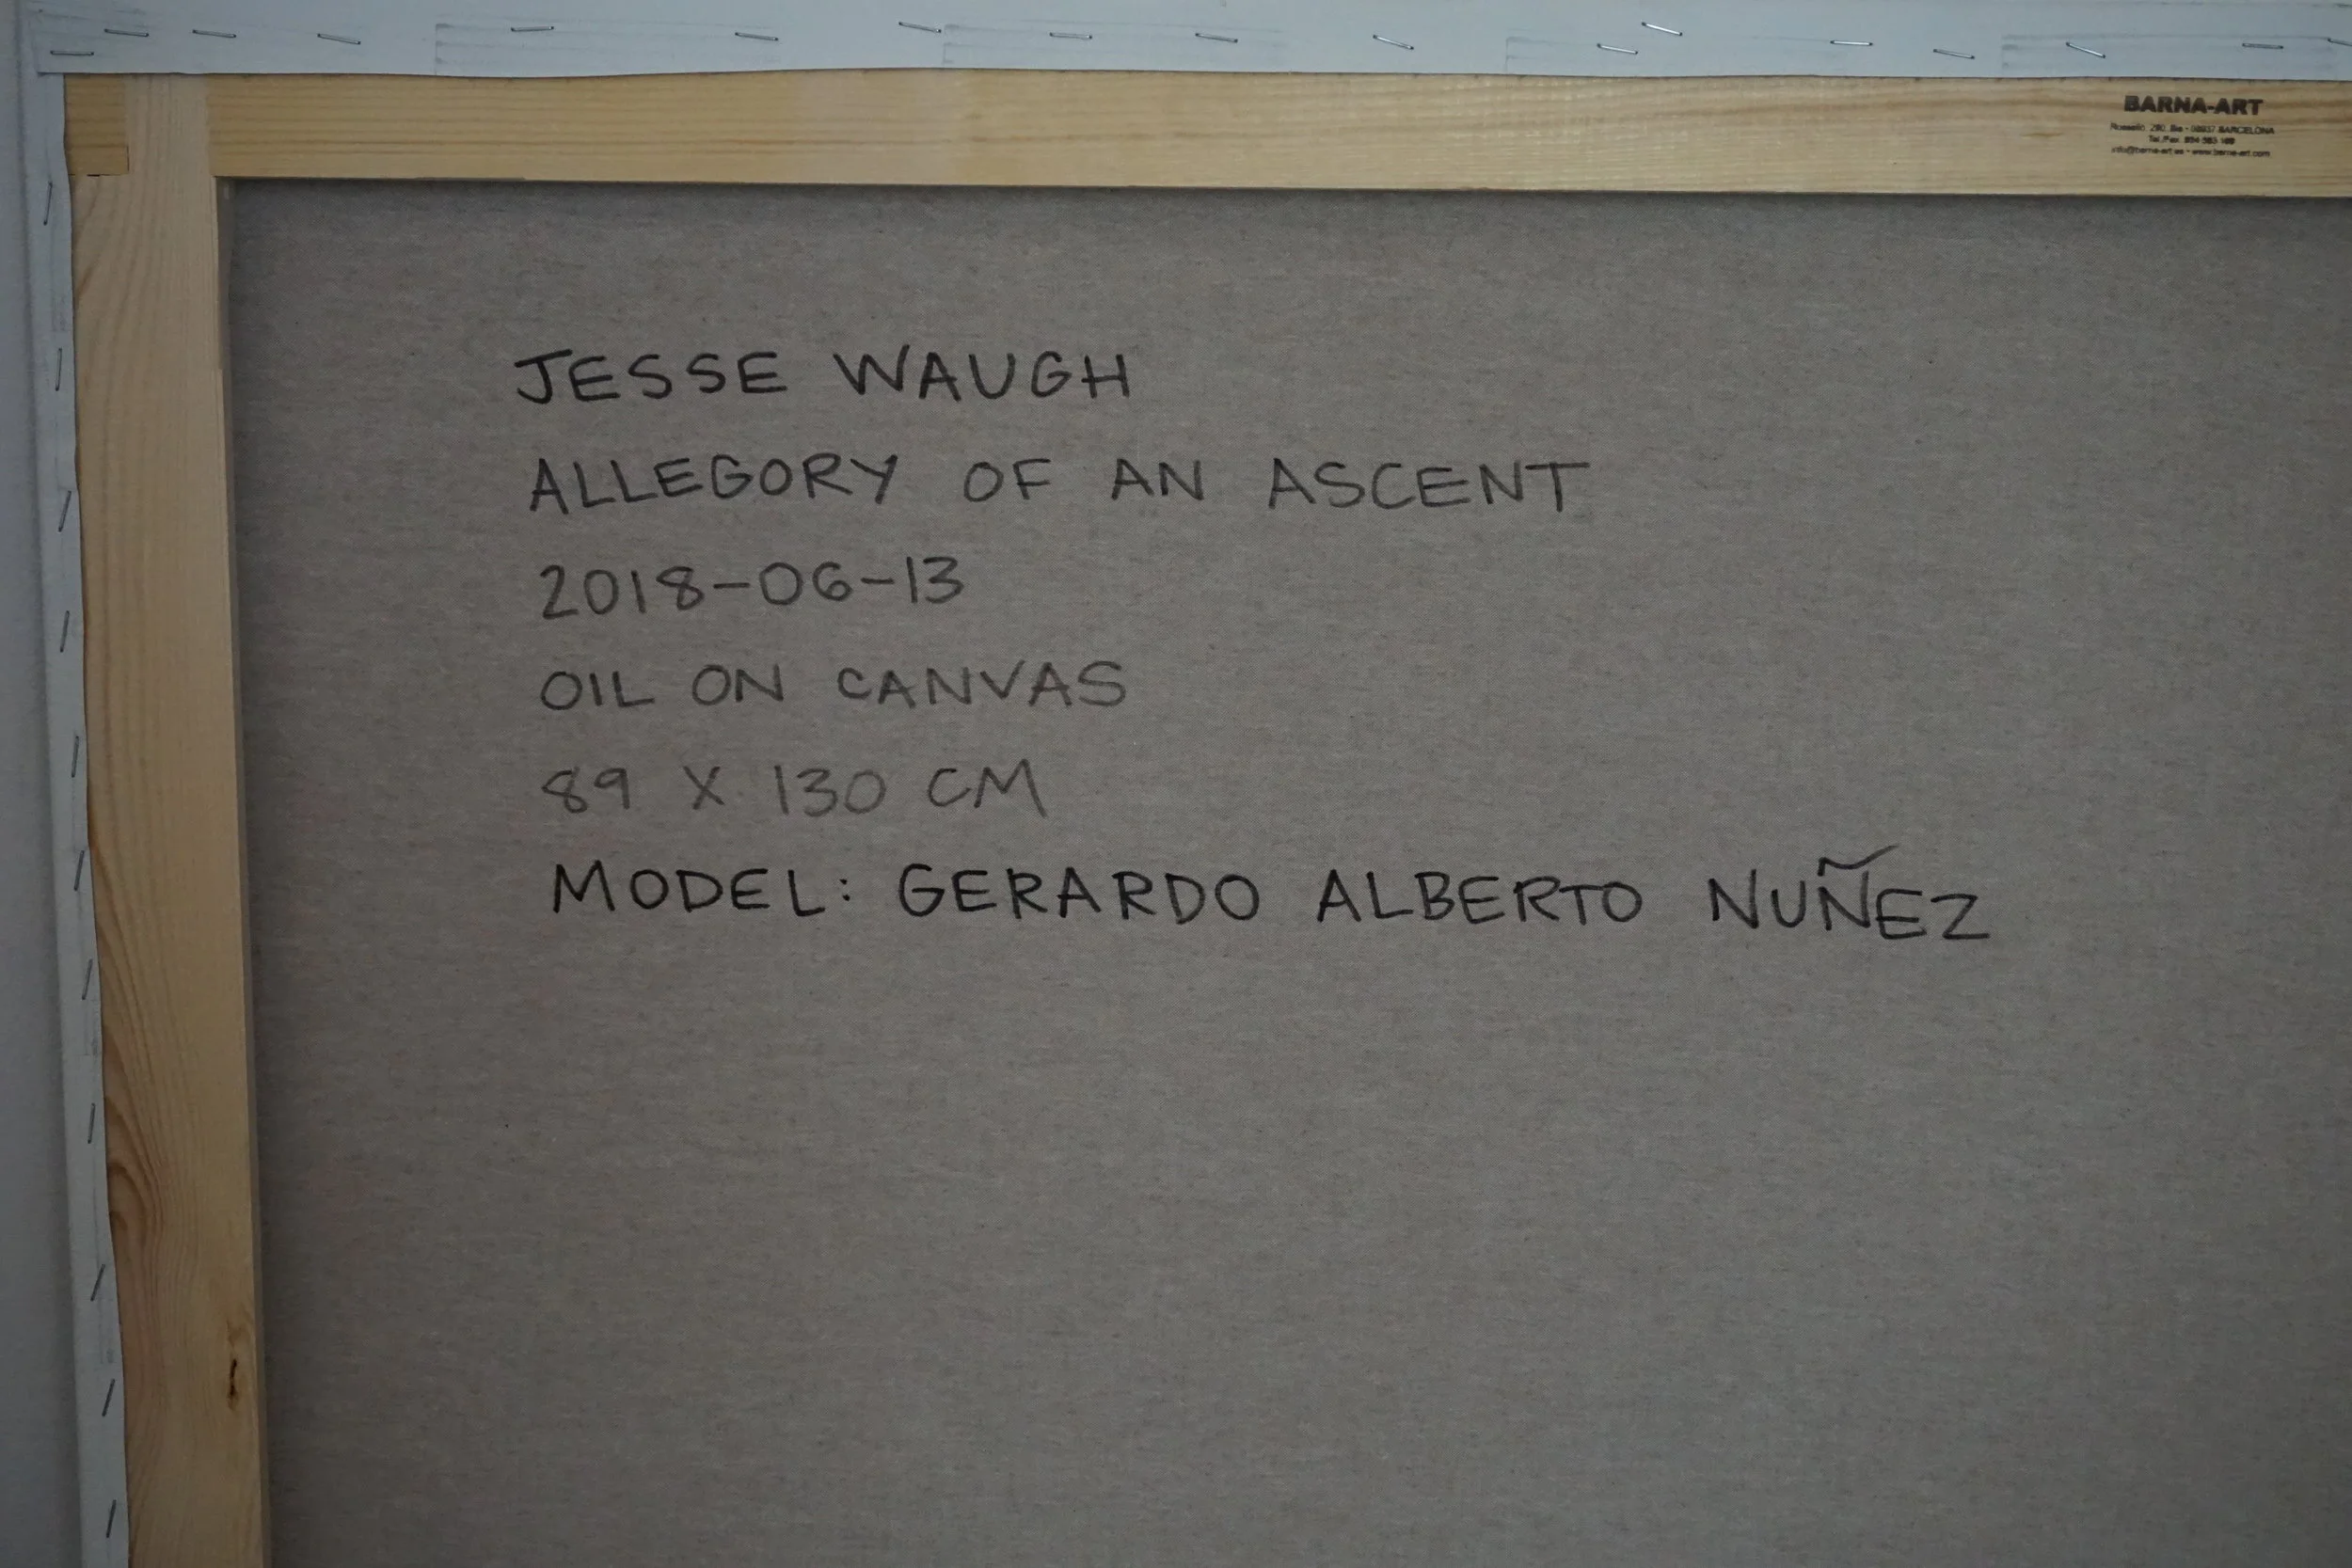 BARNA-ART
JESSE WAUGH
ALLEGORY OF AN ASCENT
2018-06-13
OIL ON CANVAS
89 X 130 CM
MODEL: GERARDO ALBERTO NUÑEZ